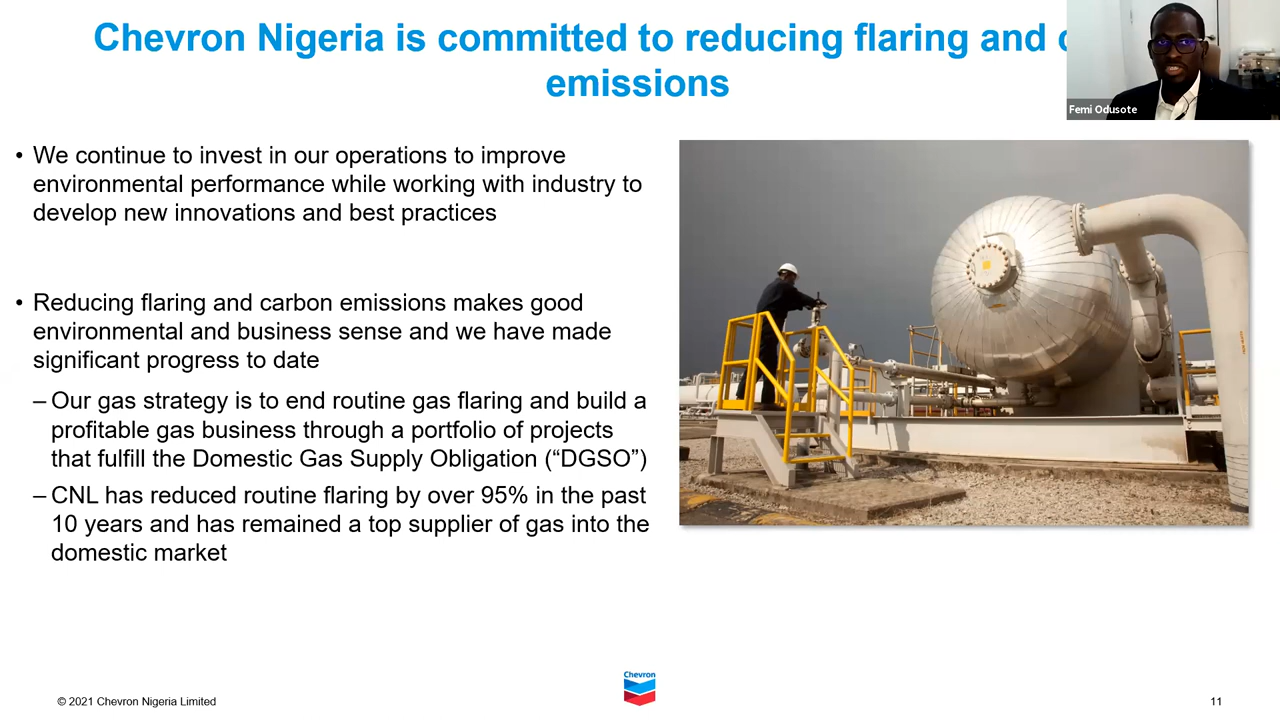 Chevron Nigeria is committed to reducing flaring and
emissions
Femi Odusote
• We continue to invest in our operations to improve
environmental performance while working with industry to
develop new innovations and best practices
• Reducing flaring and carbon emissions makes good
environmental and business sense and we have made
significant progress to date
– Our gas strategy is to end routine gas flaring and build a
profitable gas business through a portfolio of projects
that fulfill the Domestic Gas Supply Obligation (“DGSO”)
– CNL has reduced routine flaring by over 95% in the past
10 years and has remained a top supplier of gas into the
domestic market
© 2021 Chevron Nigeria Limited
Chevron
11